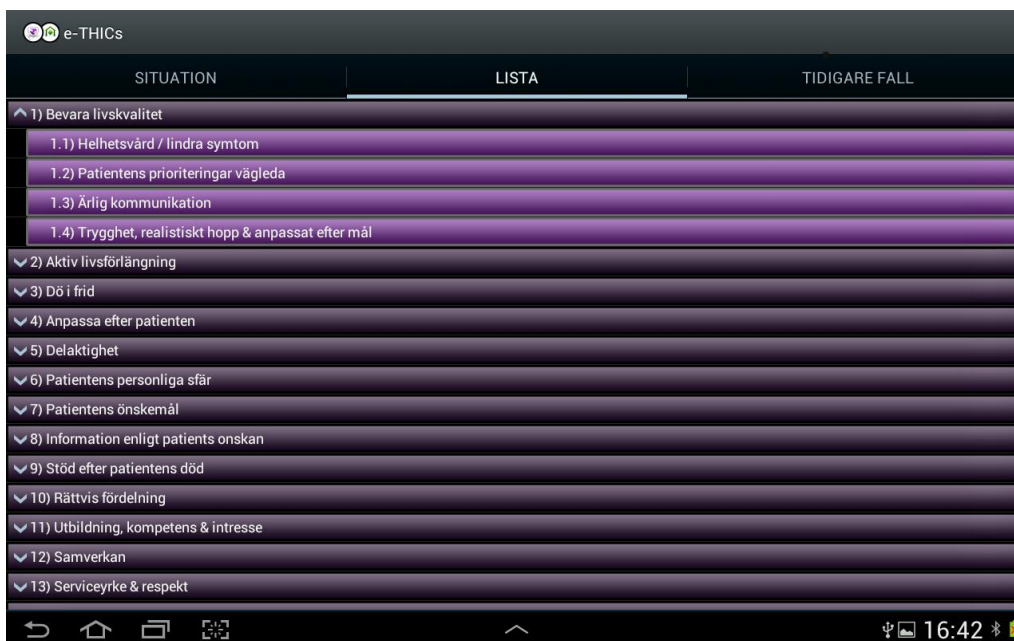 e-THICs
SITUATION LISTA TIDIGARE FALL
1) Bevara livskvalitet
1.1) Helhetsvård / lindra symtom
1.2) Patientens prioriteringar vägleda
1.3) Ärlig kommunikation
1.4) Trygghet, realistiskt hopp & anpassat efter mål
2) Aktiv livsförlängning
3) Dö i frid
4) Anpassa efter patienten
5) Delaktighet
6) Patientens personliga sfär
7) Patientens önskemål
8) Information enligt patients onskan
9) Stöd efter patientens död
10) Rättvis fördelning
11) Utbildning, kompetens & intresse
12) Samverkan
13) Serviceyrke & respekt
16:42